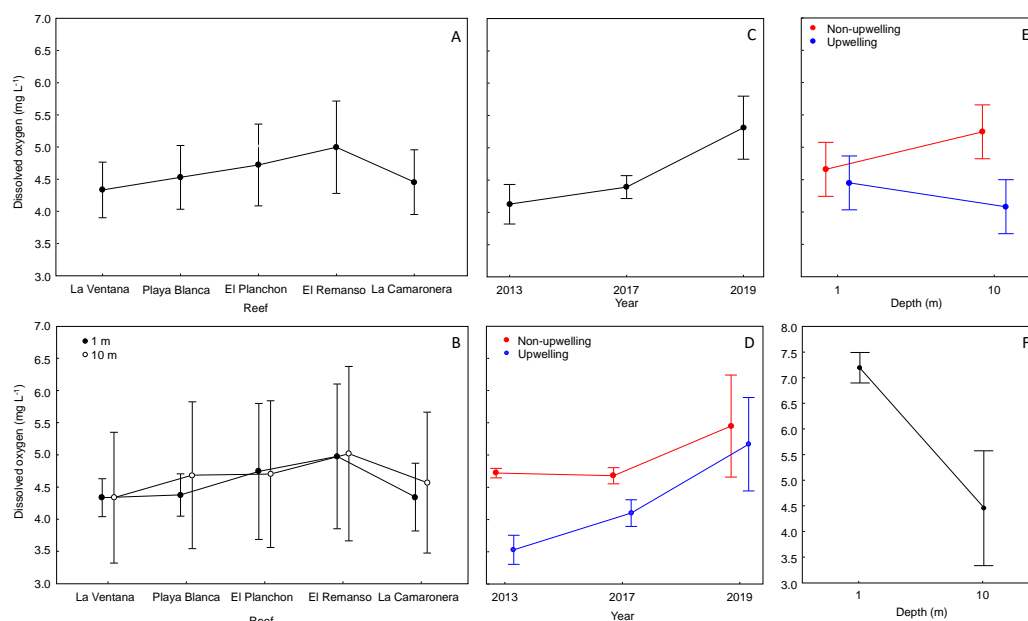 Dissolved oxygen (mg L-1)
7.0
6.5
6.0
5.5
5.0
4.5
4.0
3.5
3.0
A
La Ventana
Playa Blanca
El Planchon
El Remanso
La Camaronera
Reef
C
2013
2017
2019
Year
Non-upwelling
Upwelling
E
1
10
Depth (m)
Dissolved oxygen (mg L-1)
7.0
6.5
6.0
5.5
5.0
4.5
4.0
3.5
3.0
1 m
10 m
B
La Ventana
Playa Blanca
El Planchon
El Remanso
La Camaronera
Reef
Non-upwelling
Upwelling
D
2013
2017
2019
Year
8.0
7.5
7.0
6.5
6.0
5.5
5.0
4.5
4.0
3.5
3.0
F
1
10
Depth (m)